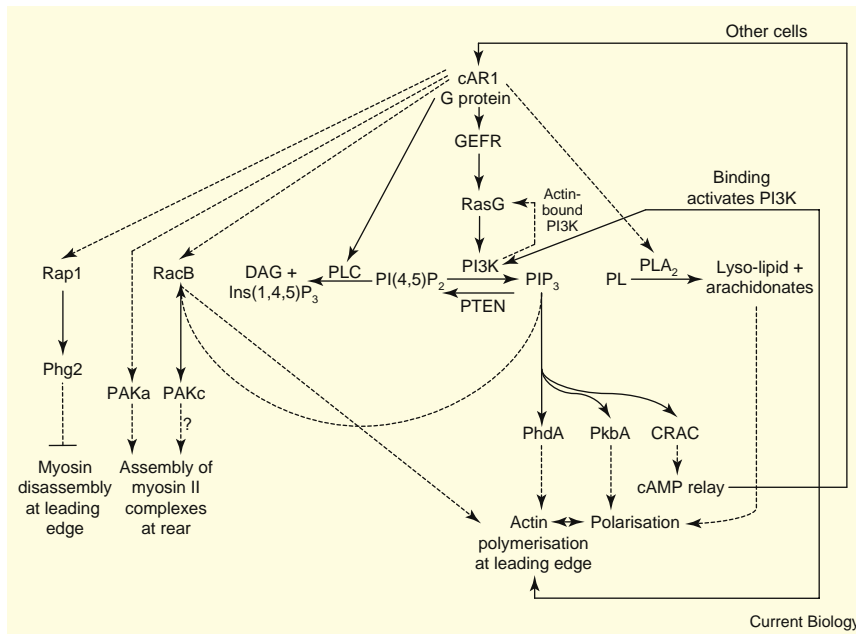 Other cells
cAR1
G protein
GEFR
RasG
Actin-
bound
PI3K
Binding
activates PI3K
Rap1
RacB
DAG +
Ins(1,4,5)P3
PLC
PI(4,5)P2
PI3K
PTEN
PIP3
PL
PLA2
Lyso-lipid +
arachidonates
Phg2
PAKa
PAKc
?
PhdA
PkbA
CRAC
cAMP relay
Myosin
disassembly
at leading
edge
Assembly of
myosin II
complexes
at rear
Actin
polymerisation
at leading edge
Polarisation
Current Biology